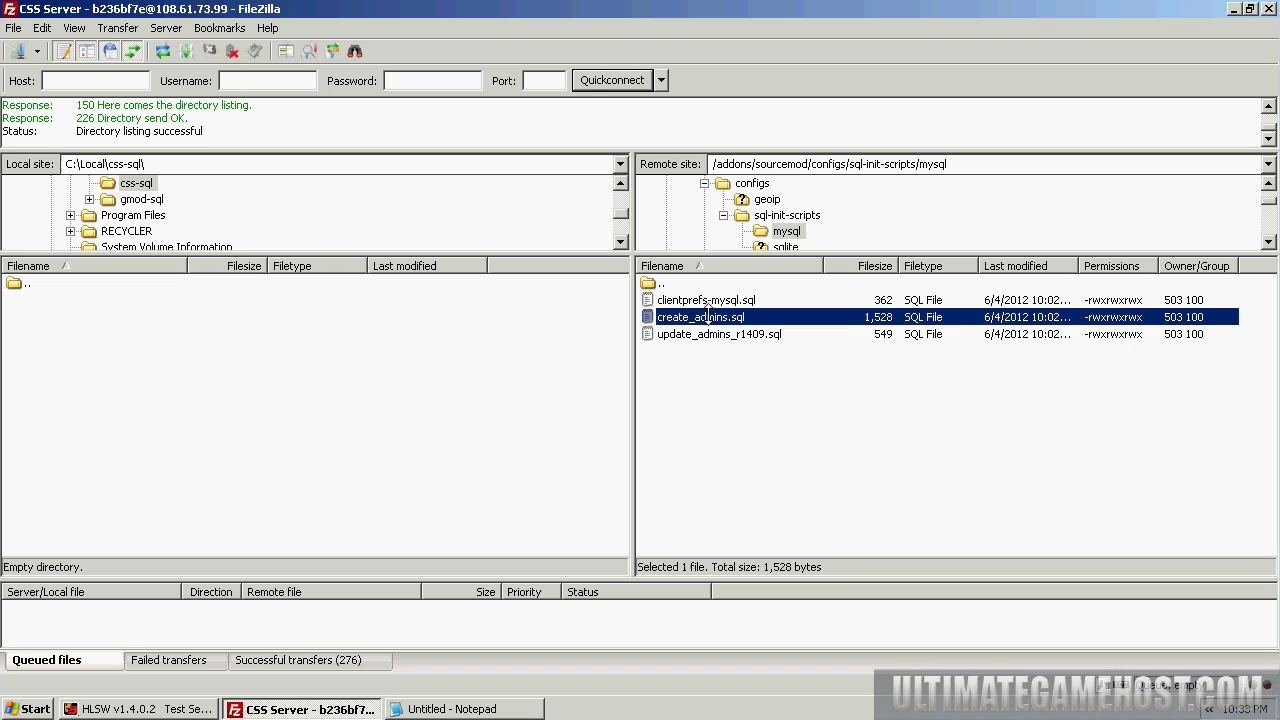 CSS Server - b236bf7e@108.61.73.99 - FileZilla
File Edit View Transfer Server Bookmarks Help
Host: Username: Password: Port: Quickconnect
Response: 150 Here comes the directory listing.
Response: 226 Directory send OK.
Status: Directory listing successful
Local site: C:\Local\css-sql\
css-sql
gmod-sql
Program Files
RECYCLER
System Volume Information
Remote site: /addons/sourcemod/configs/sql-init-scripts/mysql
configs
geoip
sql-init-scripts
mysql
sqlite
Filename Filesize Filetype Last modified
..
Empty directory.
Filename Filesize Filetype Last modified Permissions Owner/Group
..
clientprefs-mysql.sql 362 SQL File 6/4/2012 10:02... -rwxrwxrwx 503 100
create_admins.sql 1,528 SQL File 6/4/2012 10:02... -rwxrwxrwx 503 100
update_admins_r1409.sql 549 SQL File 6/4/2012 10:02... -rwxrwxrwx 503 100
Selected 1 file. Total size: 1,528 bytes
Server/Local file Direction Remote file Size Priority Status
Queued files Failed transfers Successful transfers (276)
Queue: empty
ULTIMATEGAMEHOST.COM
Start HLSW v1.4.0.2 Test Se... CSS Server - b236bf7... Untitled - Notepad 10:33 PM